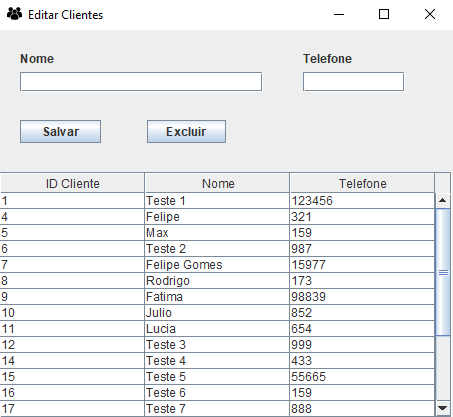 Editar Clientes
Nome Telefone
Salvar Excluir
ID Cliente Nome Telefone
1 Teste 1 123456
4 Felipe 321
5 Max 159
6 Teste 2 987
7 Felipe Gomes 15977
8 Rodrigo 173
9 Fatima 98839
10 Julio 852
11 Lucia 654
12 Teste 3 999
14 Teste 4 433
15 Teste 5 55665
16 Teste 6 159
17 Teste 7 888